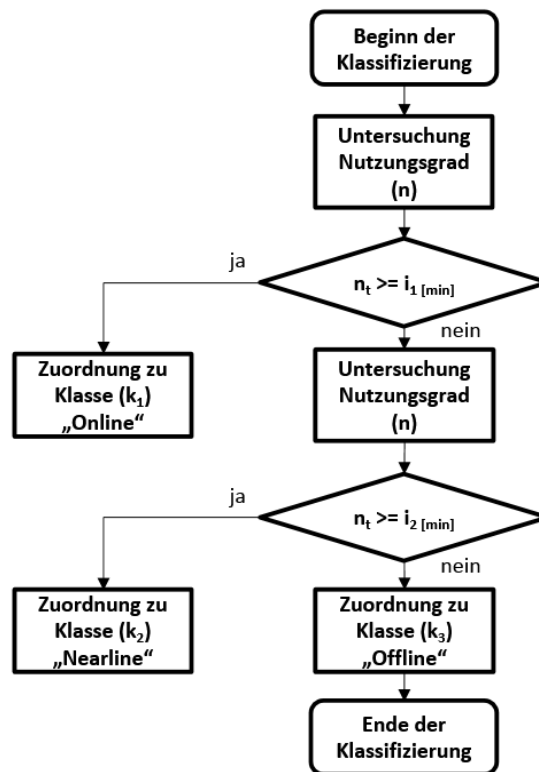 Beginn der
Klassifizierung
Untersuchung
Nutzungsgrad
(n)
ja
nₜ >= i₁ [min]
nein
Zuordnung zu
Klasse (k₁)
„Online“
Untersuchung
Nutzungsgrad
(n)
ja
nₜ >= i₂ [min]
nein
Zuordnung zu
Klasse (k₂)
„Nearline“
Zuordnung zu
Klasse (k₃)
„Offline“
Ende der
Klassifizierung